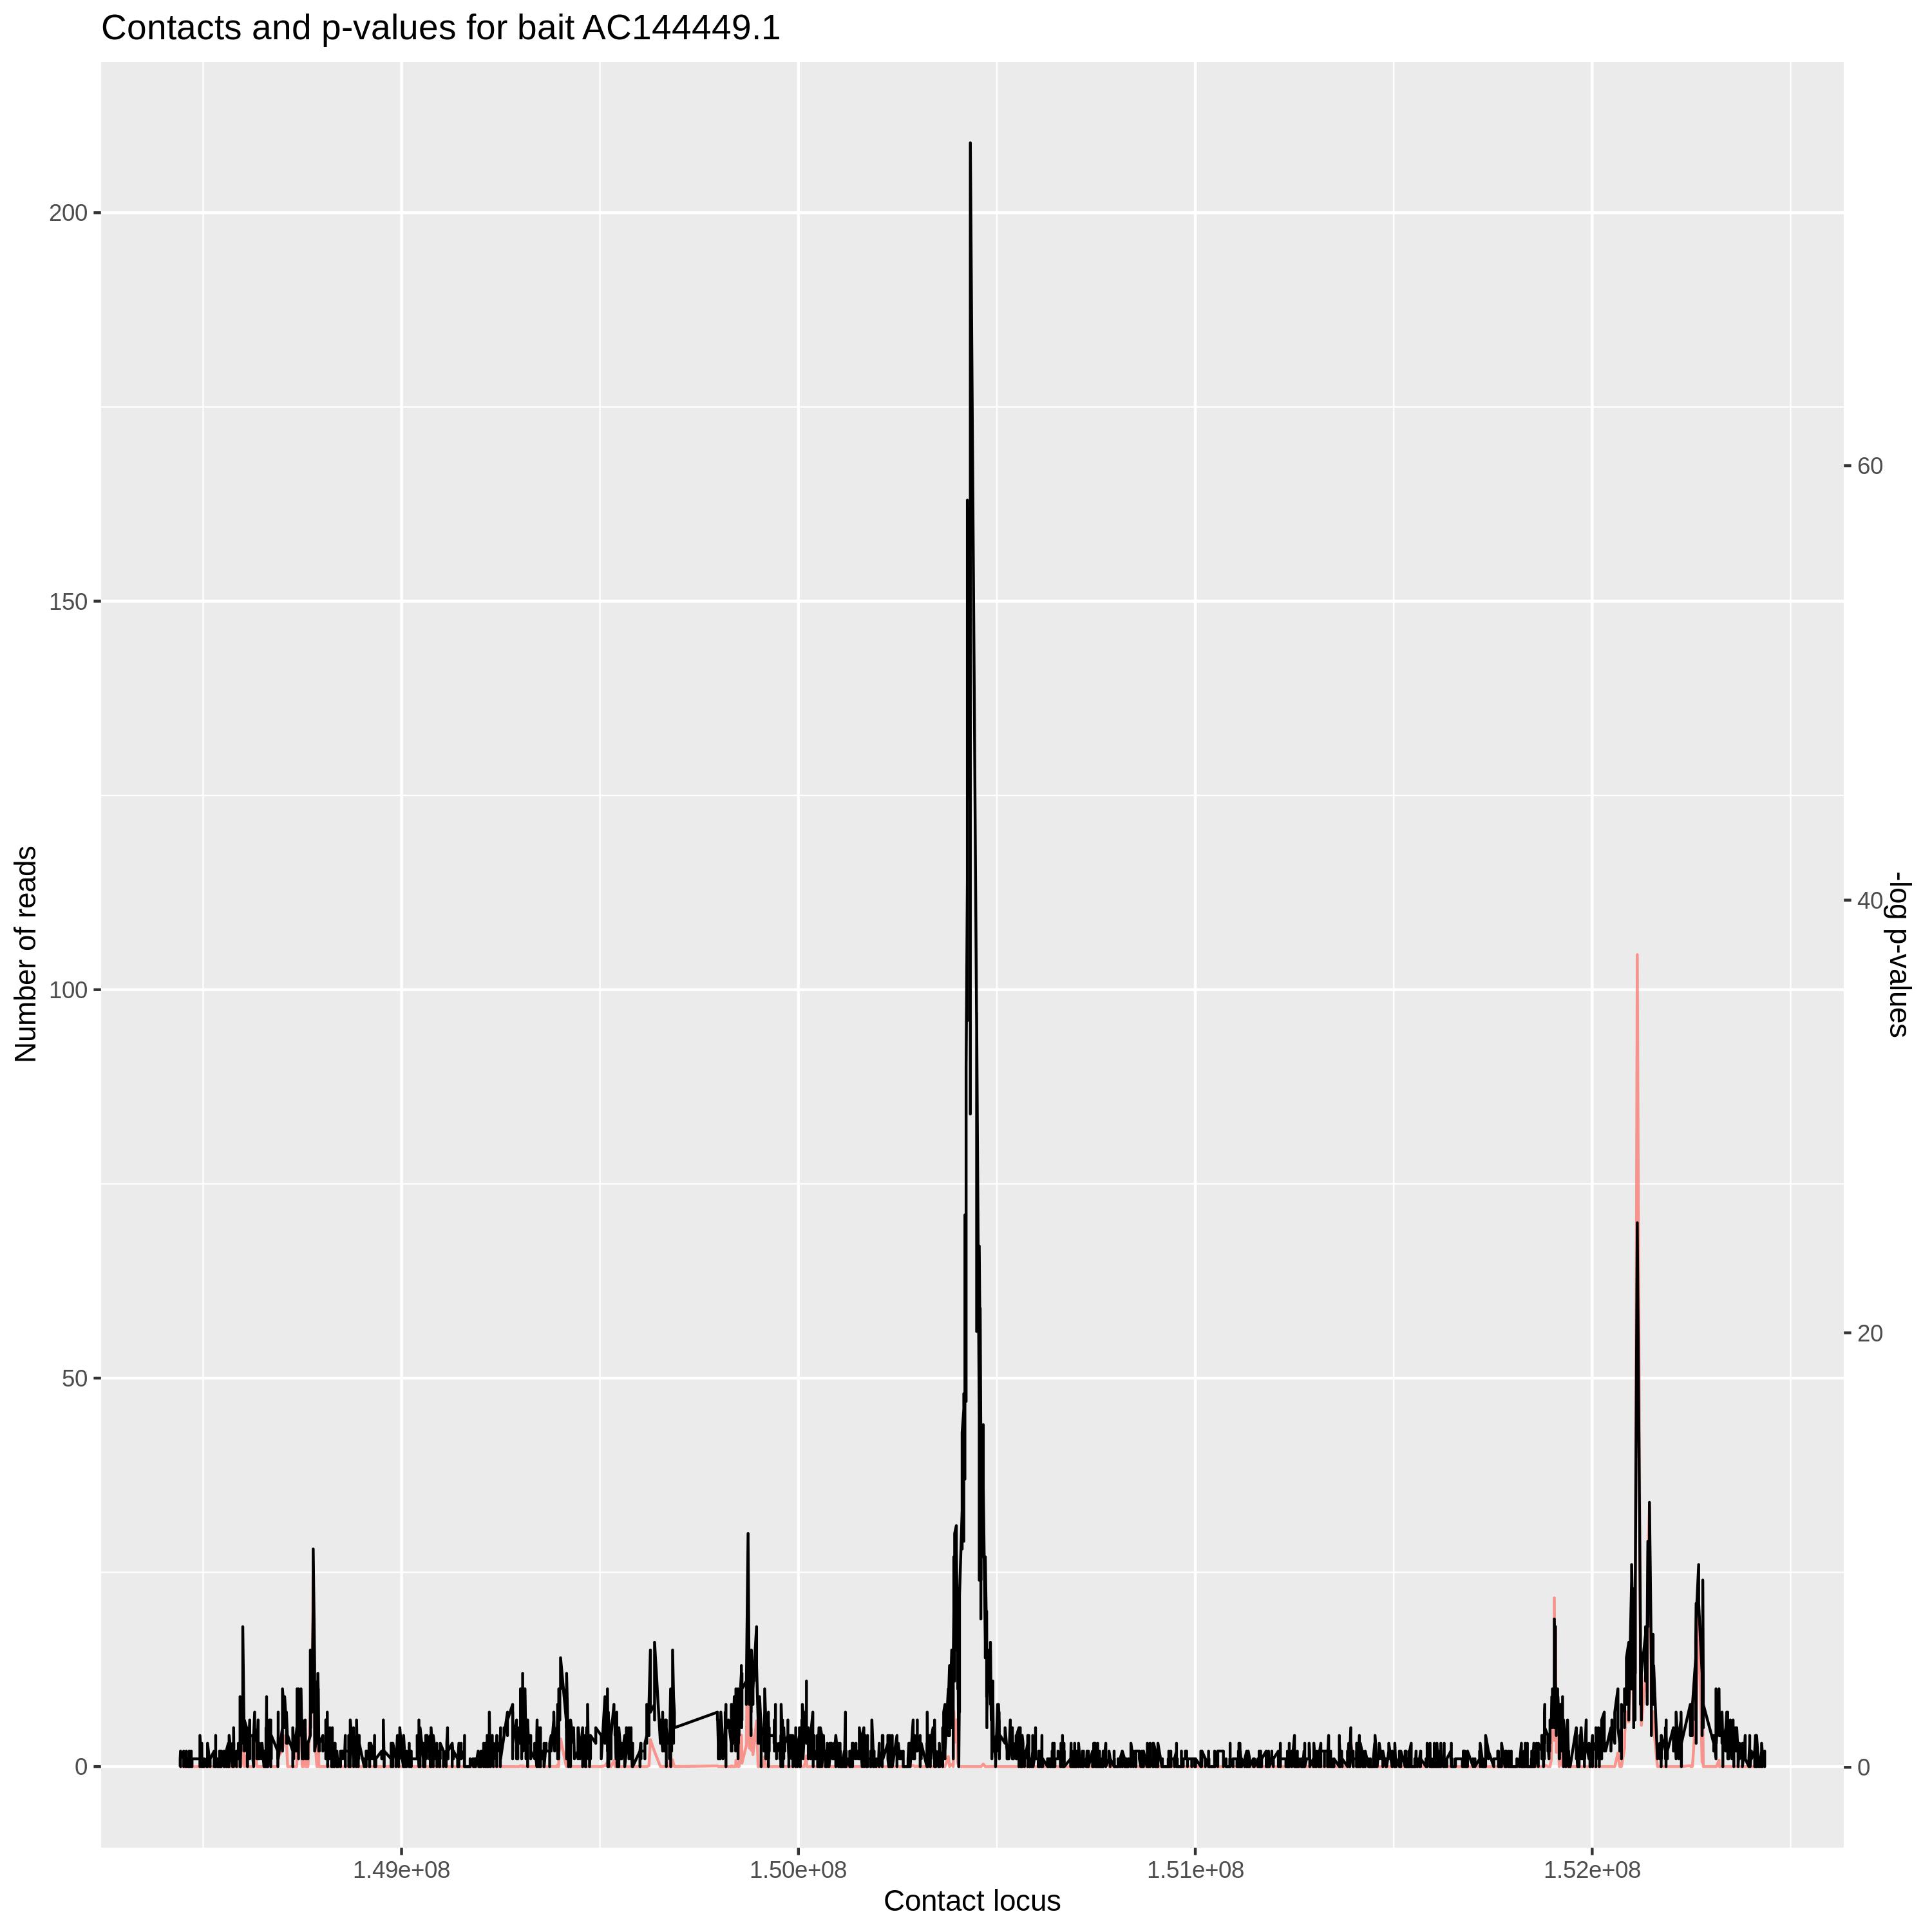 Contacts and p-values for bait AC144449.1
200
150
100
50
0
Number of reads
60
40
20
0
-log p-values
1.49e+08
1.50e+08
1.51e+08
1.52e+08
Contact locus